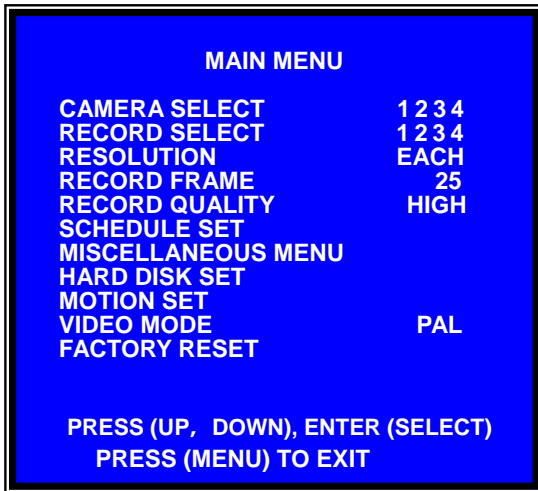 MAIN MENU
CAMERA SELECT 1 2 3 4
RECORD SELECT 1 2 3 4
RESOLUTION EACH
RECORD FRAME 25
RECORD QUALITY HIGH
SCHEDULE SET
MISCELLANEOUS MENU
HARD DISK SET
MOTION SET
VIDEO MODE PAL
FACTORY RESET
PRESS (UP, DOWN), ENTER (SELECT)
PRESS (MENU) TO EXIT